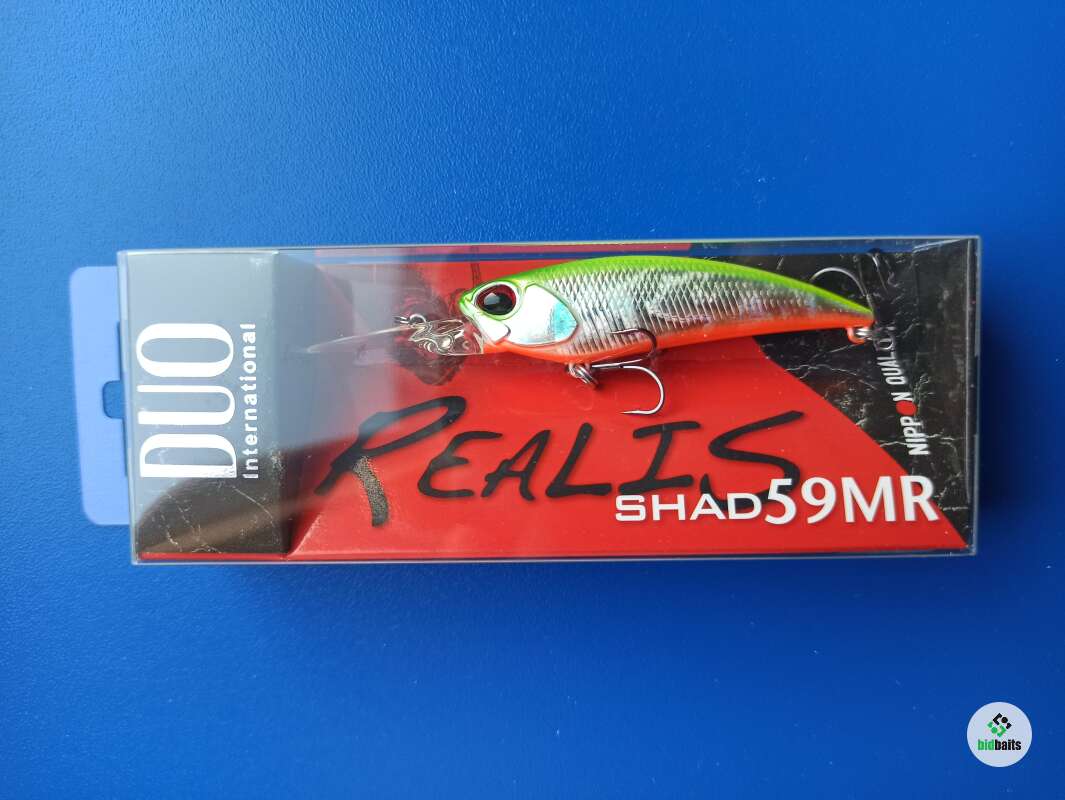 DUO
International
REALIS
SHAD59MR
NIPPON QUALITY
bidbaits